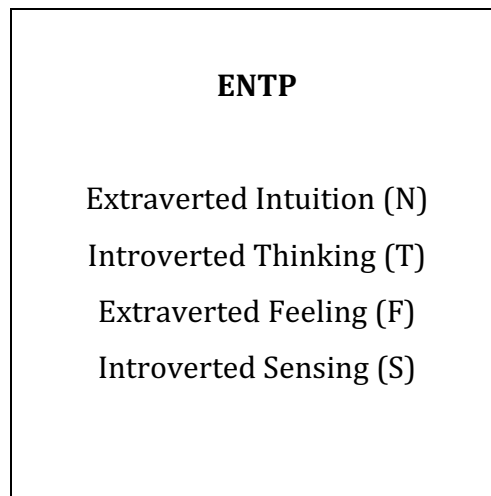 ENTP
Extraverted Intuition (N)
Introverted Thinking (T)
Extraverted Feeling (F)
Introverted Sensing (S)